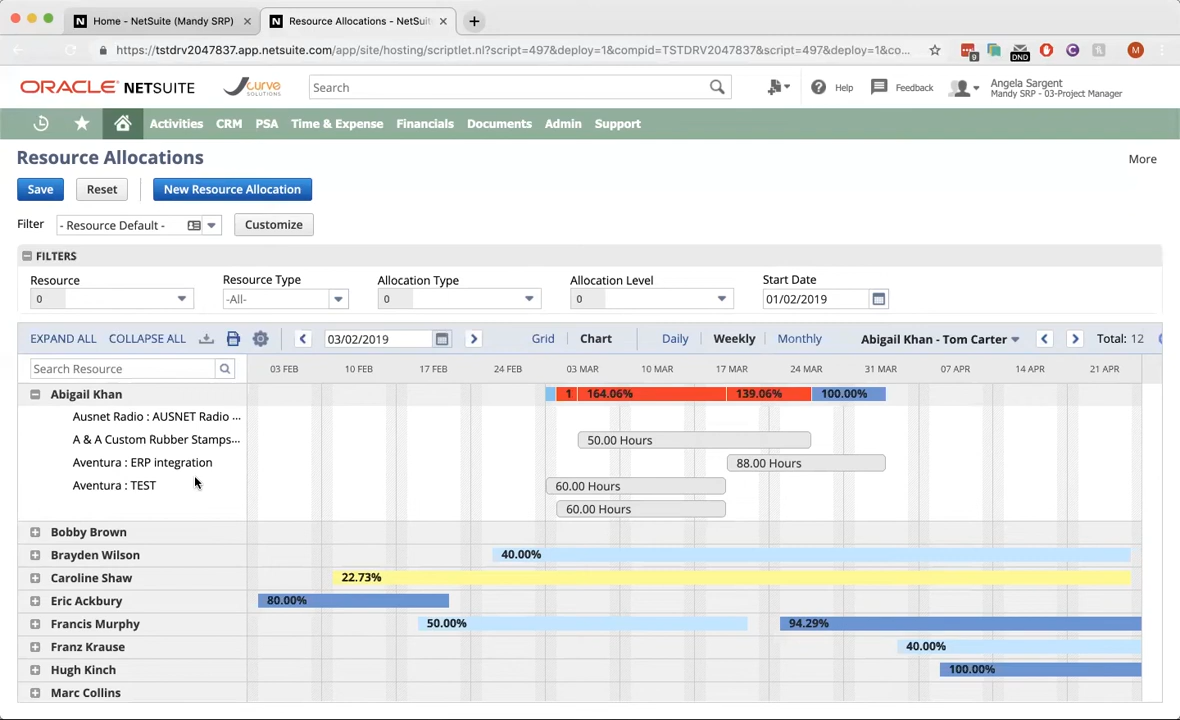 Home - NetSuite (Mandy SRP)
Resource Allocations - NetSuit
https://tstdrv2047837.app.netsuite.com/app/site/hosting/scriptlet.nl?script=497&deploy=1&compid=TSTDRV2047837&script=497&deploy=1&co...
9
DND
M
ORACLE NETSUITE
Curve SOLUTIONS
Search
Help
Feedback
Angela Sargent
Mandy SRP - 03-Project Manager
Activities CRM PSA Time & Expense Financials Documents Admin Support
Resource Allocations
More
Save Reset New Resource Allocation
Filter - Resource Default - Customize
FILTERS
Resource Resource Type Allocation Type Allocation Level Start Date
0 -All- 0 0 01/02/2019
EXPAND ALL COLLAPSE ALL 03/02/2019 Grid Chart Daily Weekly Monthly Abigail Khan - Tom Carter Total: 12
Search Resource 03 FEB 10 FEB 17 FEB 24 FEB 03 MAR 10 MAR 17 MAR 24 MAR 31 MAR 07 APR 14 APR 21 APR
Abigail Khan 1 164.06% 139.06% 100.00%
Ausnet Radio : AUSNET Radio ...
A & A Custom Rubber Stamps... 50.00 Hours
Aventura : ERP integration 88.00 Hours
Aventura : TEST 60.00 Hours
60.00 Hours
Bobby Brown
Brayden Wilson 40.00%
Caroline Shaw 22.73%
Eric Ackbury 80.00%
Francis Murphy 50.00% 94.29%
Franz Krause 40.00%
Hugh Kinch 100.00%
Marc Collins